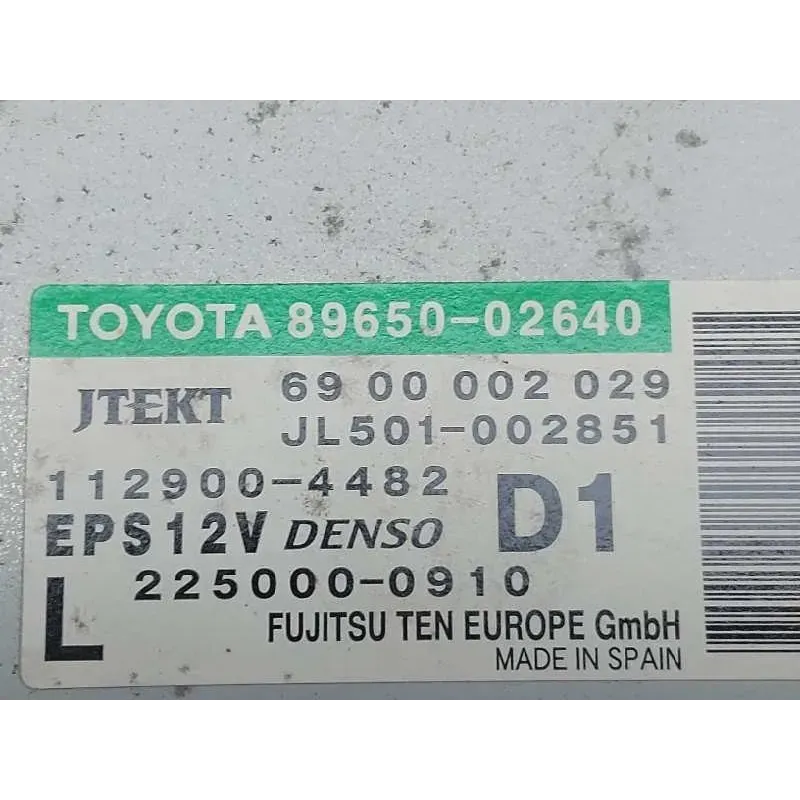 TOYOTA 89650-02640
JTEKT 69 00 002 029
JL501-002851
112900-4482
D1
EPS12V DENSO
L 225000-0910
FUJITSU TEN EUROPE GmbH
MADE IN SPAIN